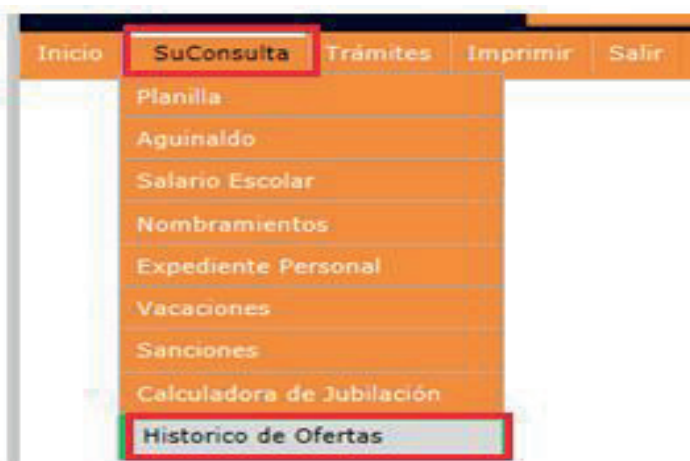 Inicio SuConsulta Trámites Imprimir Salir
Planilla
Aguinaldo
Salario Escolar
Nombramientos
Expediente Personal
Vacaciones
Sanciones
Calculadora de Jubilación
Historico de Ofertas